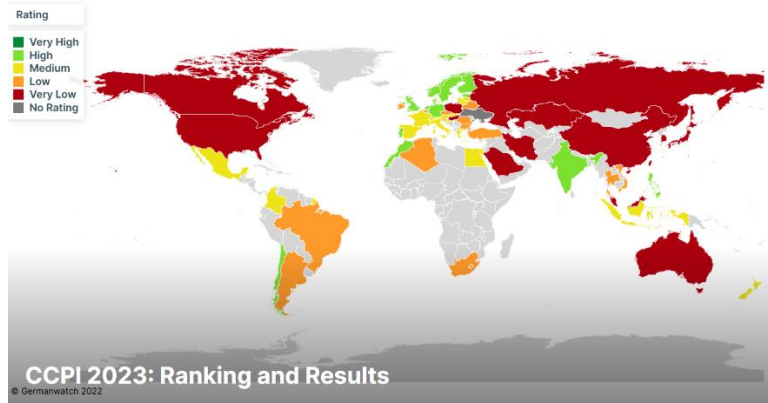 Rating
Very High
High
Medium
Low
Very Low
No Rating
CCPI 2023: Ranking and Results
© Germanwatch 2022